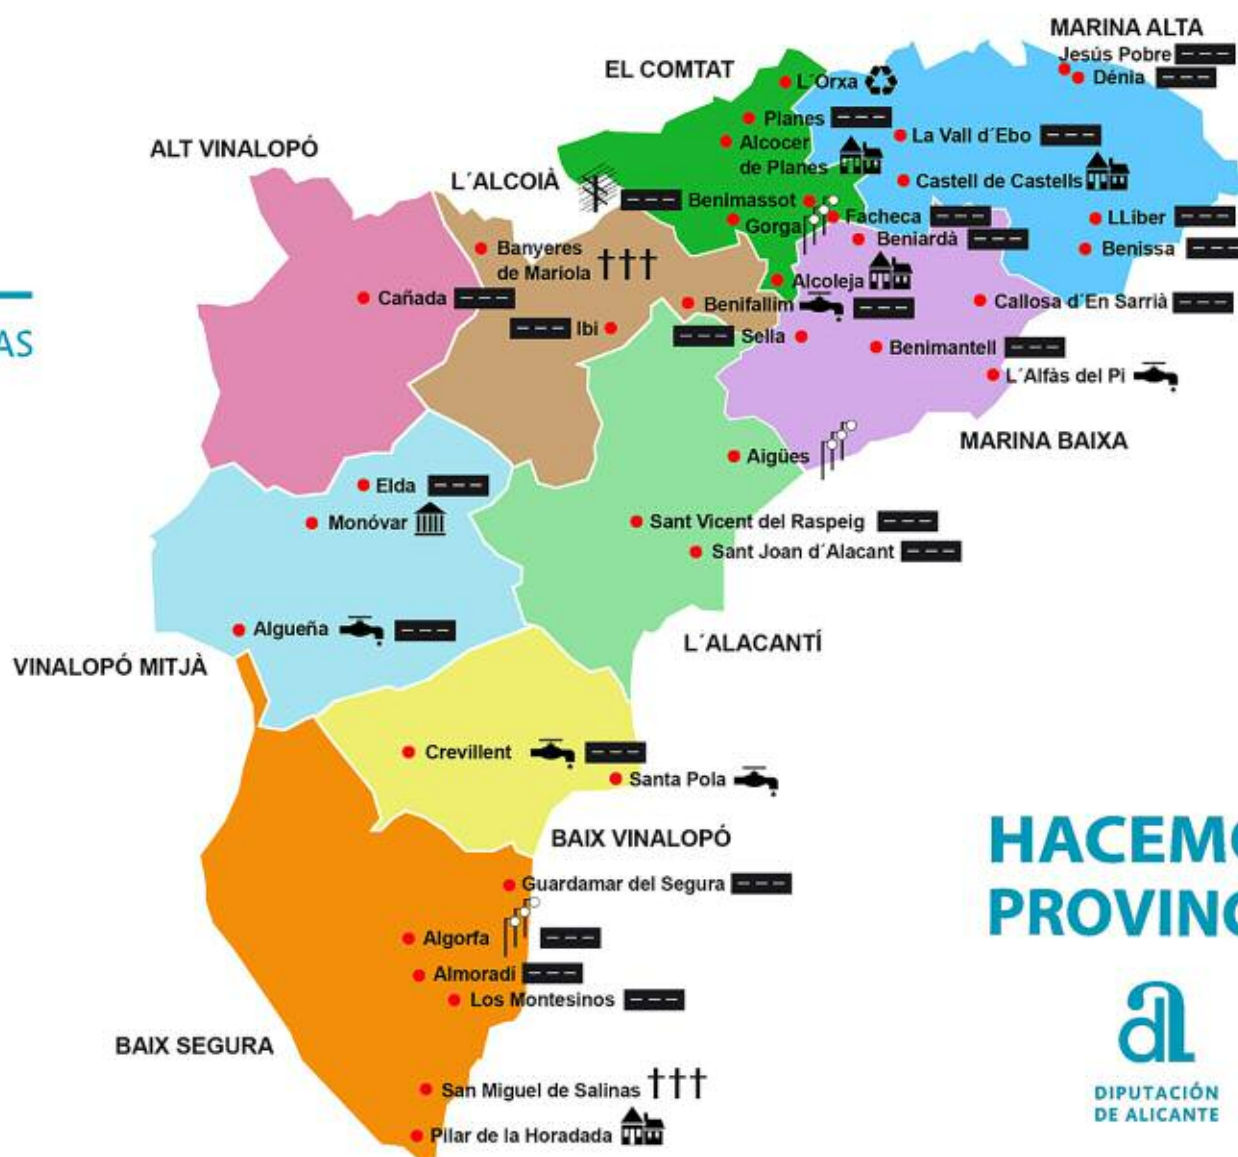 MARINA ALTA
Jesús Pobre
EL COMTAT
L´Orxa
Dénia
Planes
La Vall d´Ebo
ALT VINALOPÓ
Alcocer
de Planes
L´ALCOIÀ
Castell de Castells
Benimassot
Gorga
Facheca
LLiber
Banyeres
de Mariola
Beniardà
Benissa
Alcoleja
Cañada
Benifallim
Callosa d´En Sarrià
Ibi
Sella
AS
Benimantell
L´Alfàs del Pi
MARINA BAIXA
Aigües
Elda
Monóvar
Sant Vicent del Raspeig
Sant Joan d´Alacant
Algueña
L´ALACANTÍ
VINALOPÓ MITJÀ
Crevillent
Santa Pola
BAIX VINALOPÓ
HACEMO
PROVINC
Guardamar del Segura
Algorfa
Almoradí
Los Montesinos
BAIX SEGURA
San Miguel de Salinas
DIPUTACIÓN
DE ALICANTE
Pilar de la Horadada